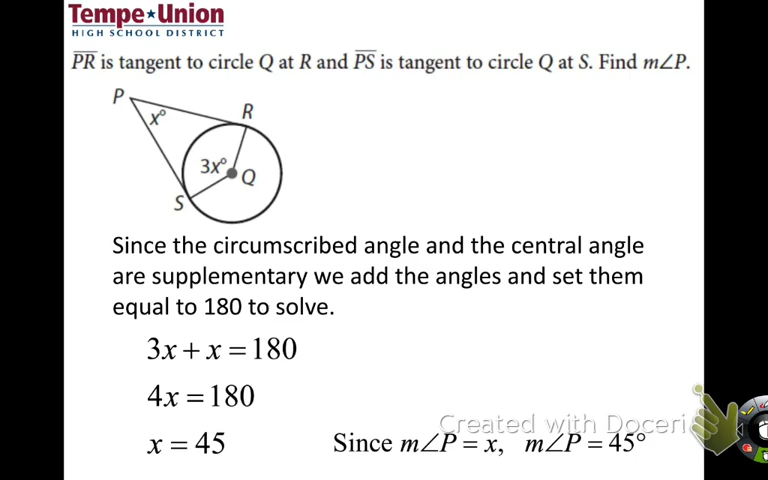 Tempe★Union
HIGH SCHOOL DISTRICT
P͞R͞ is tangent to circle Q at R and P͞S͞ is tangent to circle Q at S. Find m∠P.
P
R
x°
3x°
Q
S
Since the circumscribed angle and the central angle
are supplementary we add the angles and set them
equal to 180 to solve.
3x + x = 180
4x = 180
Created with Doceri
x = 45 Since m∠P = x, m∠P = 45°